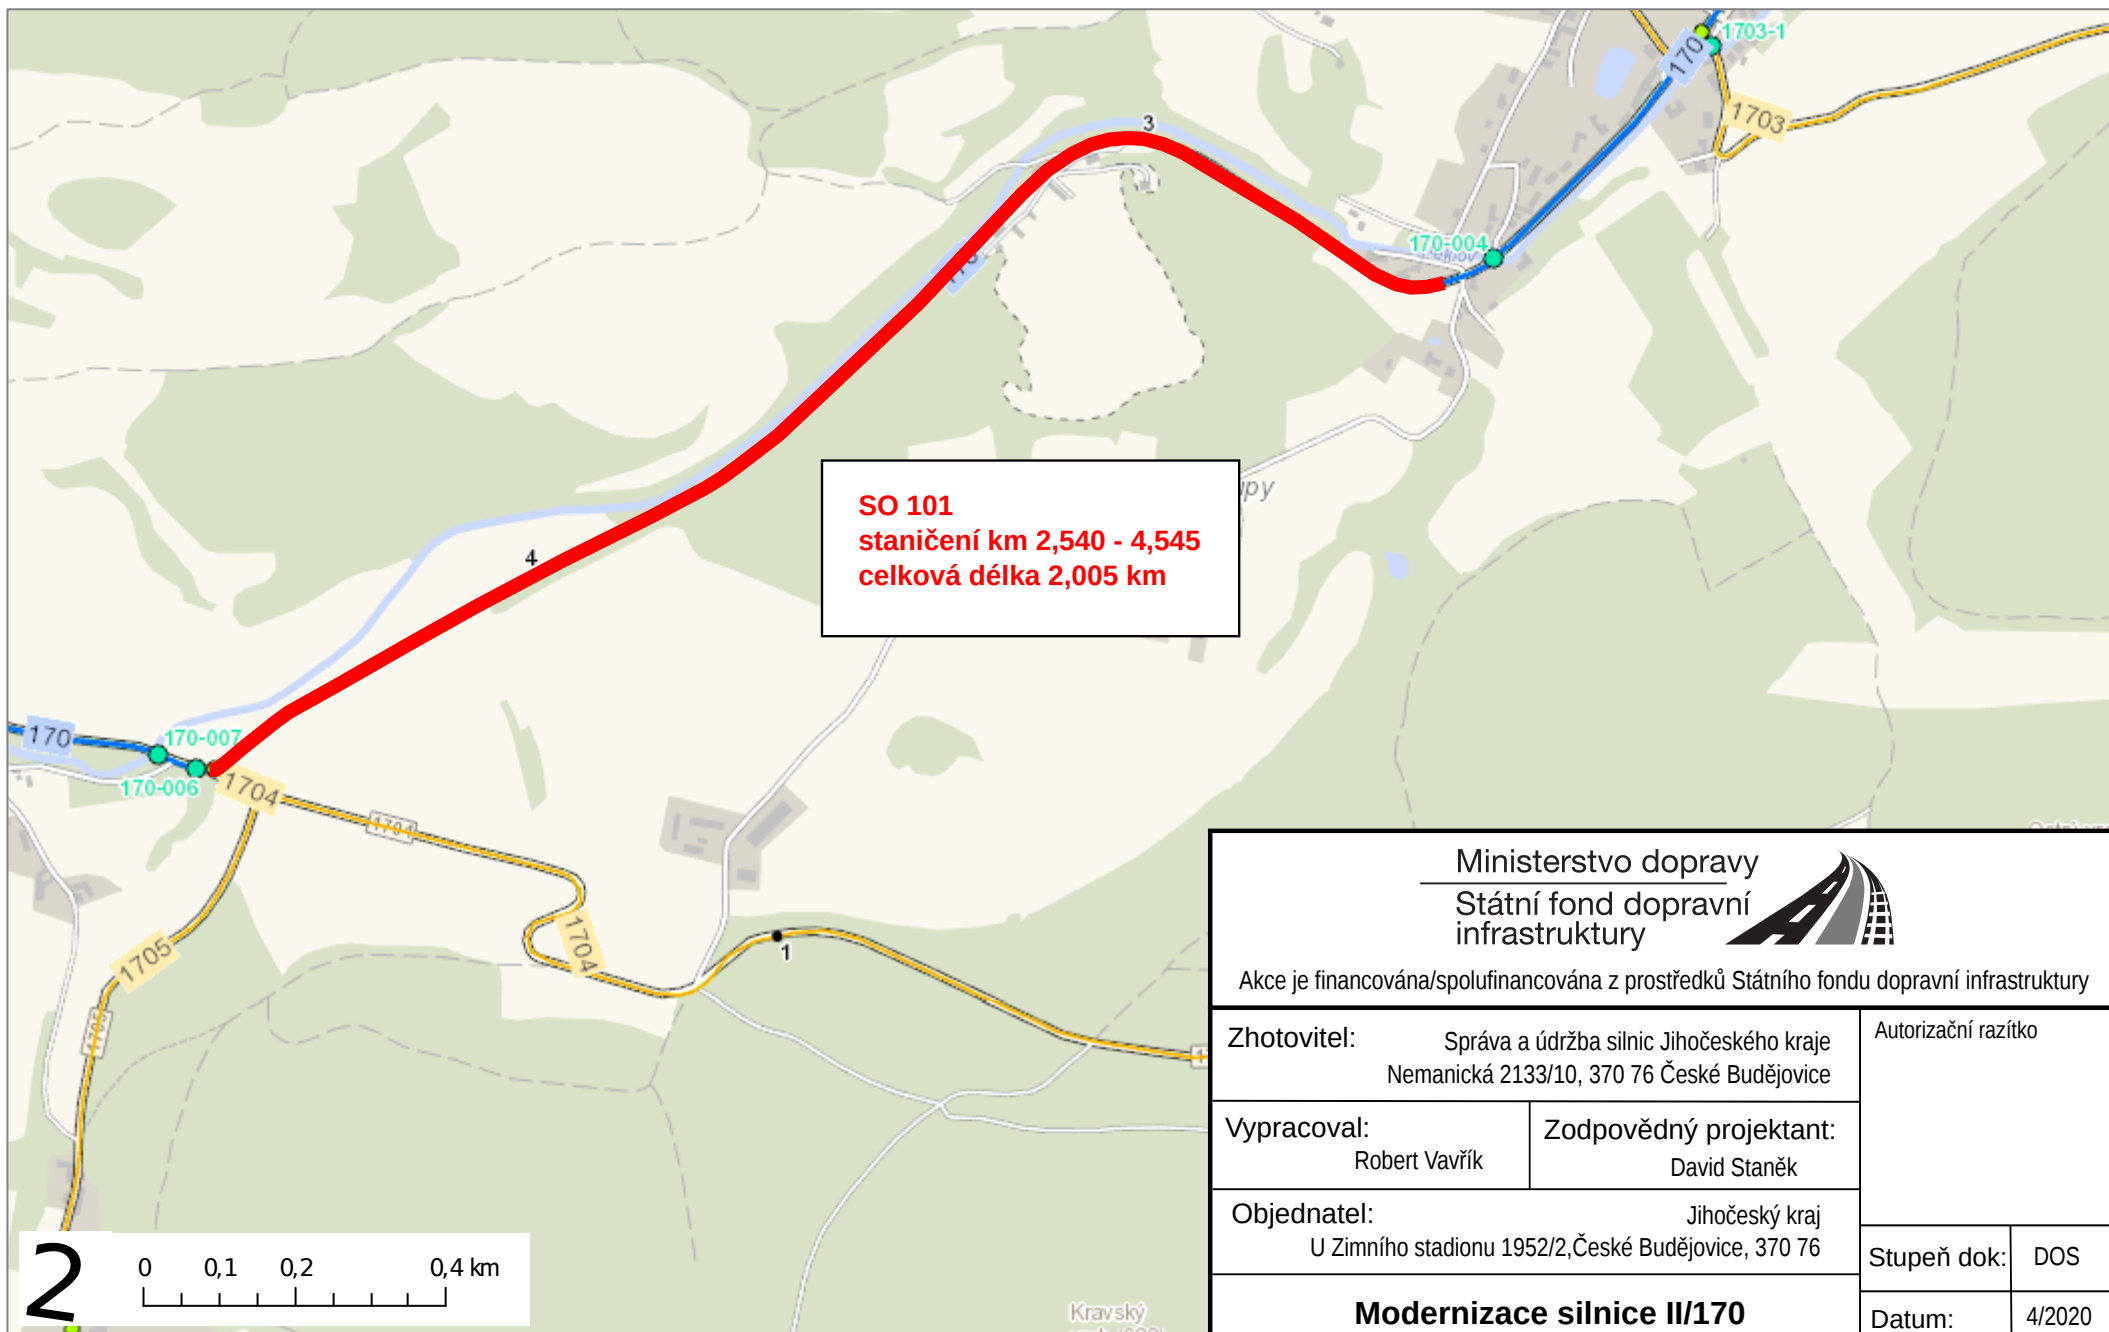 1703-1
170
1703
3
170-004
170
SO 101
staničení km 2,540 - 4,545
celková délka 2,005 km
4
170
170-007
170-006
1704
1704
1704
1705
1705
1
Ministerstvo dopravy
Státní fond dopravní
infrastruktury
Akce je financována/spolufinancována z prostředků Státního fondu dopravní infrastruktury
Zhotovitel:
Správa a údržba silnic Jihočeského kraje
Nemanická 2133/10, 370 76 České Budějovice
Autorizační razítko
Vypracoval:
Robert Vavřík
Zodpovědný projektant:
David Staněk
Objednatel:
Jihočeský kraj
U Zimního stadionu 1952/2,České Budějovice, 370 76
Stupeň dok:
DOS
Modernizace silnice II/170
Datum:
4/2020
2
0 0,1 0,2 0,4 km
Kravský